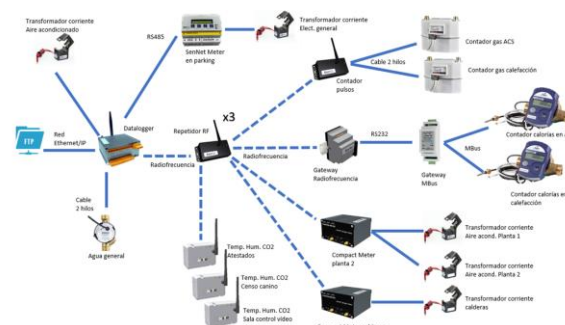 Transformador corriente
Aire acondicionado
RS485
SenNet Meter
en parking
Transformador corriente
Elect. general
Contador
pulsos
Cable 2 hilos
Contador gas ACS
Contador gas calefacción
FTP
Red
Ethernet/IP
Datalogger
Radiofrecuencia
Repetidor RF
x3
Radiofrecuencia
Gateway
Radiofrecuencia
RS232
Gateway
MBus
MBus
Contador calorías en
Contador calorías en
calefacción
Cable
2 hilos
Agua general
Temp. Hum. CO2
Atestados
Temp. Hum. CO2
Censo canino
Temp. Hum. CO2
Sala control vídeo
Compact Meter
planta 2
Transformador corriente
Aire acond. Planta 1
Transformador corriente
Aire acond. Planta 2
Transformador corriente
calderas